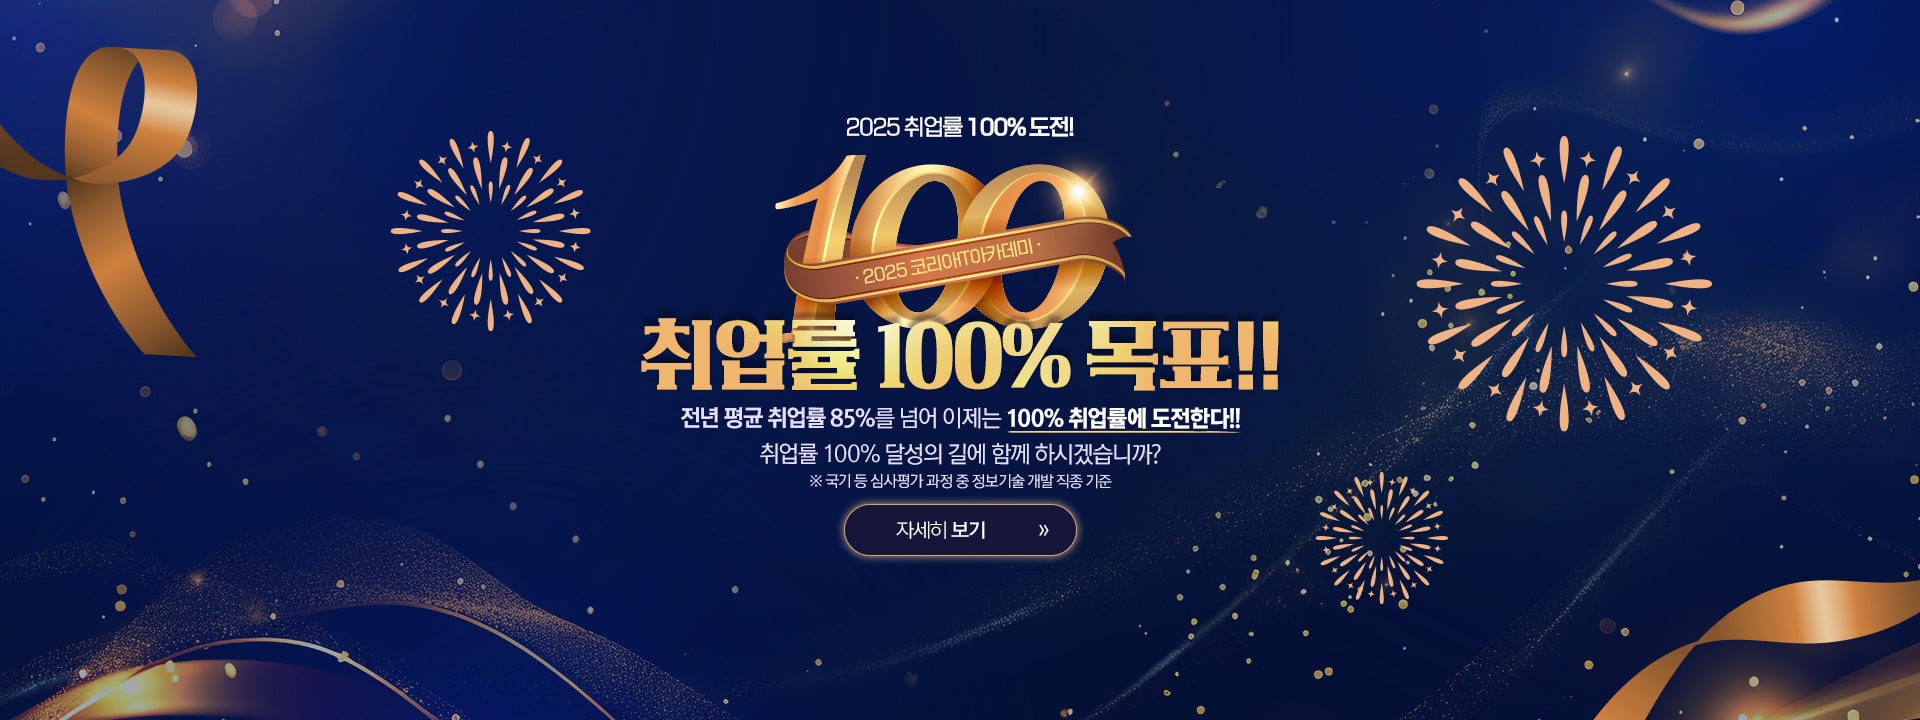 2025 취업률 100% 도전!
100
· 2025 코리아IT아카데미 ·
취업률 100% 목표!!
전년 평균 취업률 85%를 넘어 이제는 100% 취업률에 도전한다!!
취업률 100% 달성의 길에 함께 하시겠습니까?
※ 국기 등 심사평가 과정 중 정보기술 개발 직종 기준
자세히 보기 »